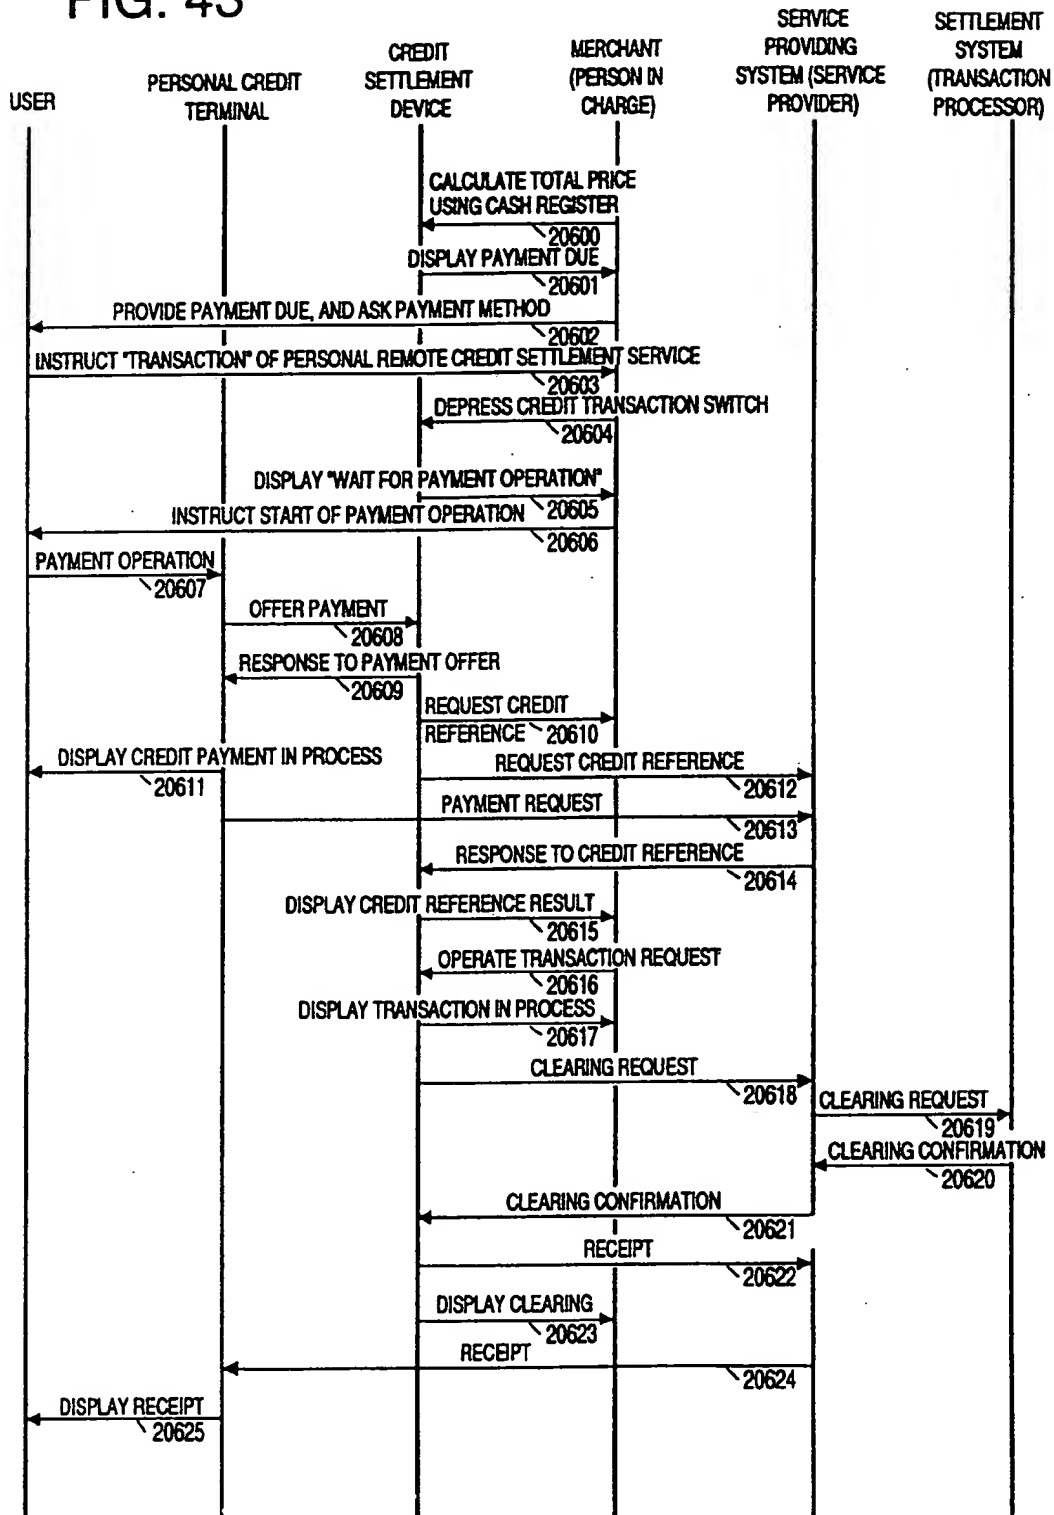 FIG. 43
USER
PERSONAL CREDIT
TERMINAL
CREDIT
SETTLEMENT
DEVICE
MERCHANT
(PERSON IN
CHARGE)
SERVICE
PROVIDING
SYSTEM (SERVICE
PROVIDER)
SETTLEMENT
SYSTEM
(TRANSACTION
PROCESSOR)
CALCULATE TOTAL PRICE
USING CASH REGISTER
20600
DISPLAY PAYMENT DUE
20601
PROVIDE PAYMENT DUE, AND ASK PAYMENT METHOD
20602
INSTRUCT "TRANSACTION" OF PERSONAL REMOTE CREDIT SETTLEMENT SERVICE
20603
DEPRESS CREDIT TRANSACTION SWITCH
20604
DISPLAY "WAIT FOR PAYMENT OPERATION"
20605
INSTRUCT START OF PAYMENT OPERATION
20606
PAYMENT OPERATION
20607
OFFER PAYMENT
20608
RESPONSE TO PAYMENT OFFER
20609
REQUEST CREDIT
REFERENCE 20610
DISPLAY CREDIT PAYMENT IN PROCESS
20611
REQUEST CREDIT REFERENCE
20612
PAYMENT REQUEST
20613
RESPONSE TO CREDIT REFERENCE
20614
DISPLAY CREDIT REFERENCE RESULT
20615
OPERATE TRANSACTION REQUEST
20616
DISPLAY TRANSACTION IN PROCESS
20617
CLEARING REQUEST
20618
CLEARING REQUEST
20619
CLEARING CONFIRMATION
20620
CLEARING CONFIRMATION
20621
RECEIPT
20622
DISPLAY CLEARING
20623
RECEIPT
20624
DISPLAY RECEIPT
20625